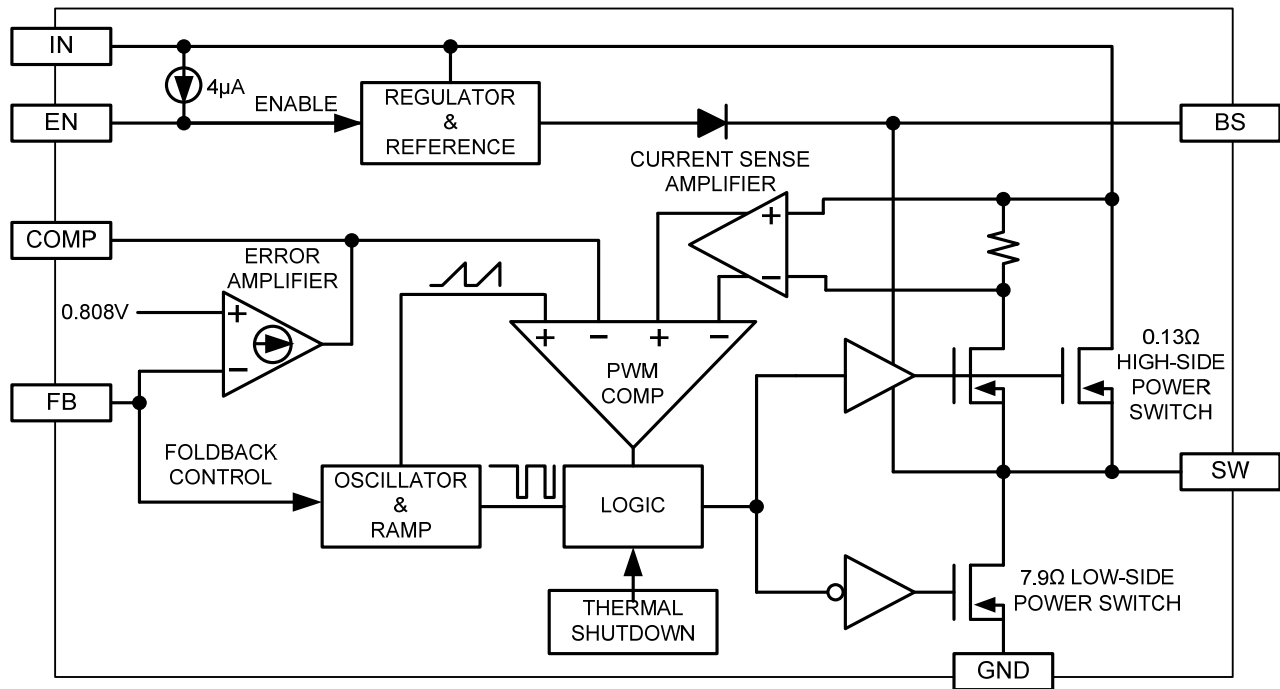 IN
4µA
EN
ENABLE
REGULATOR
&
REFERENCE
BS
CURRENT SENSE
AMPLIFIER
+
−
COMP
ERROR
AMPLIFIER
0.808V
+
−
+
−
+
−
PWM
COMP
0.13Ω
HIGH-SIDE
POWER
SWITCH
FB
FOLDBACK
CONTROL
OSCILLATOR
&
RAMP
LOGIC
SW
THERMAL
SHUTDOWN
7.9Ω LOW-SIDE
POWER SWITCH
GND